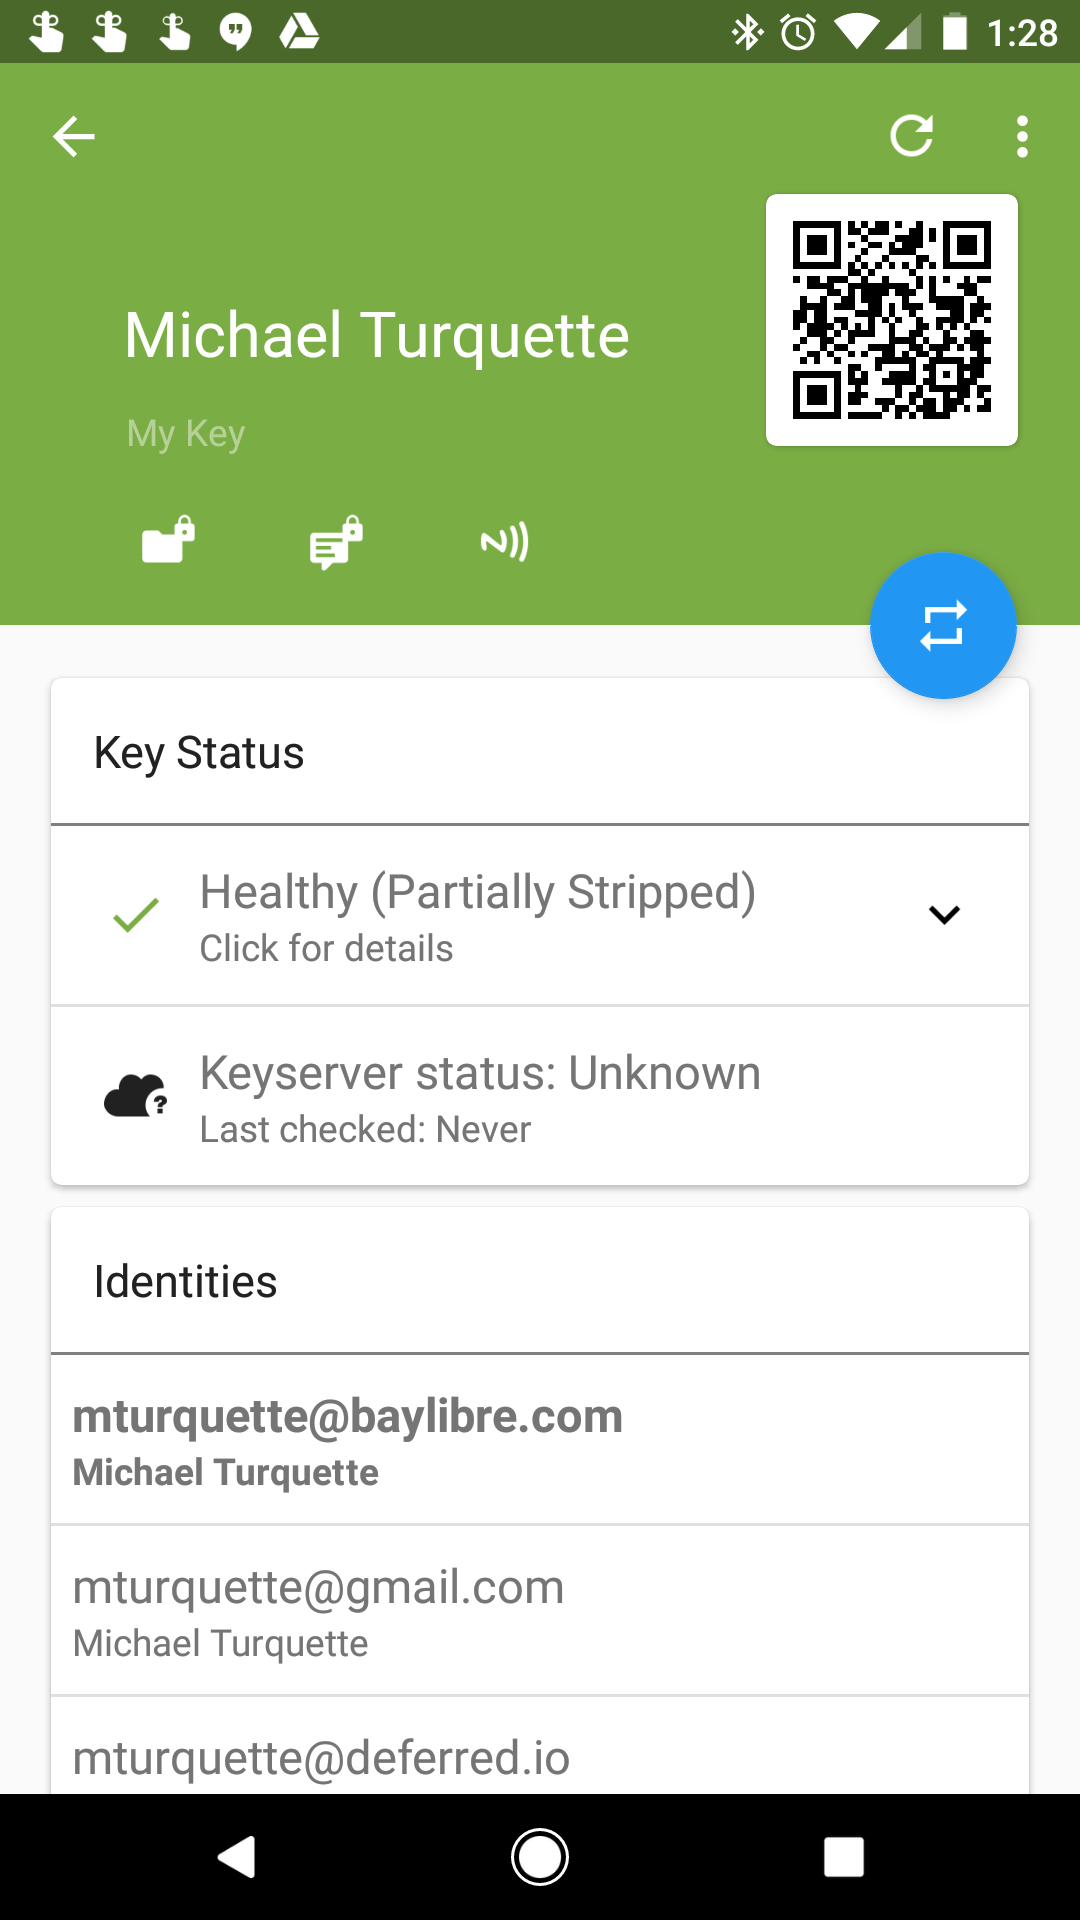 1:28
Michael Turquette
My Key
Key Status
Healthy (Partially Stripped)
Click for details
Keyserver status: Unknown
Last checked: Never
Identities
mturquette@baylibre.com
Michael Turquette
mturquette@gmail.com
Michael Turquette
mturquette@deferred.io